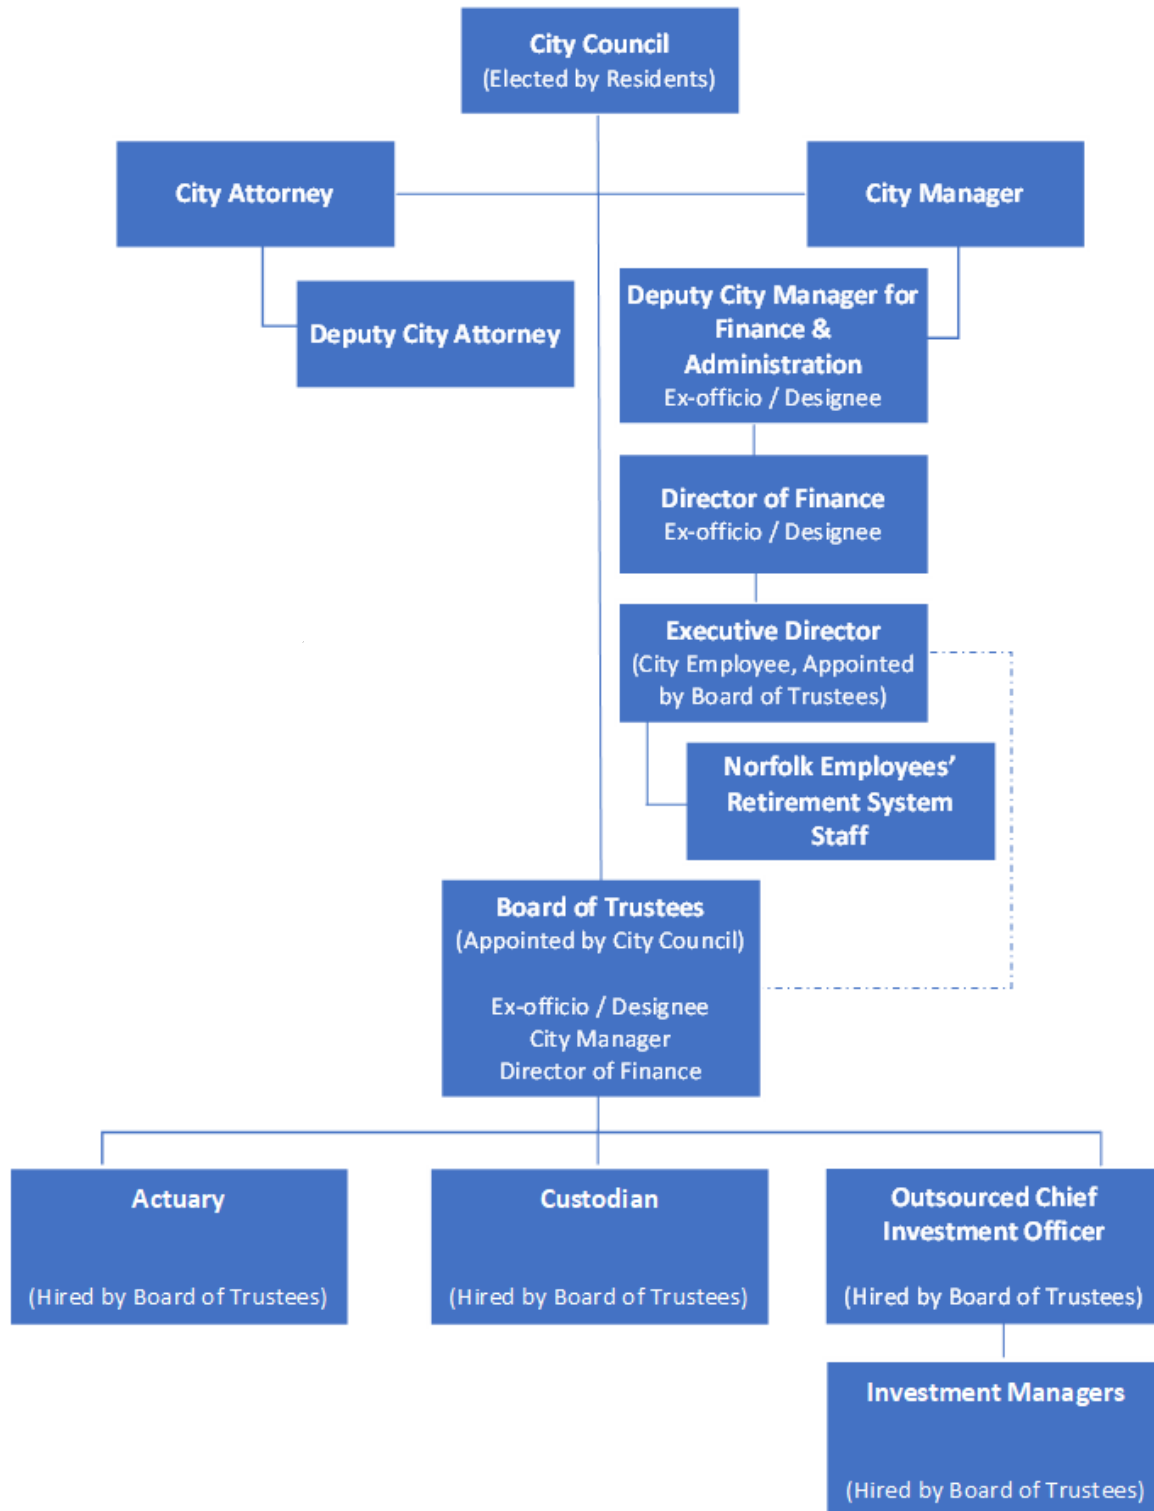 City Council
(Elected by Residents)
City Attorney
City Manager
Deputy City Attorney
Deputy City Manager for
Finance &
Administration
Ex-officio / Designee
Director of Finance
Ex-officio / Designee
Executive Director
(City Employee, Appointed
by Board of Trustees)
Norfolk Employees’
Retirement System
Staff
Board of Trustees
(Appointed by City Council)
Ex-officio / Designee
City Manager
Director of Finance
Actuary
(Hired by Board of Trustees)
Custodian
(Hired by Board of Trustees)
Outsourced Chief
Investment Officer
(Hired by Board of Trustees)
Investment Managers
(Hired by Board of Trustees)